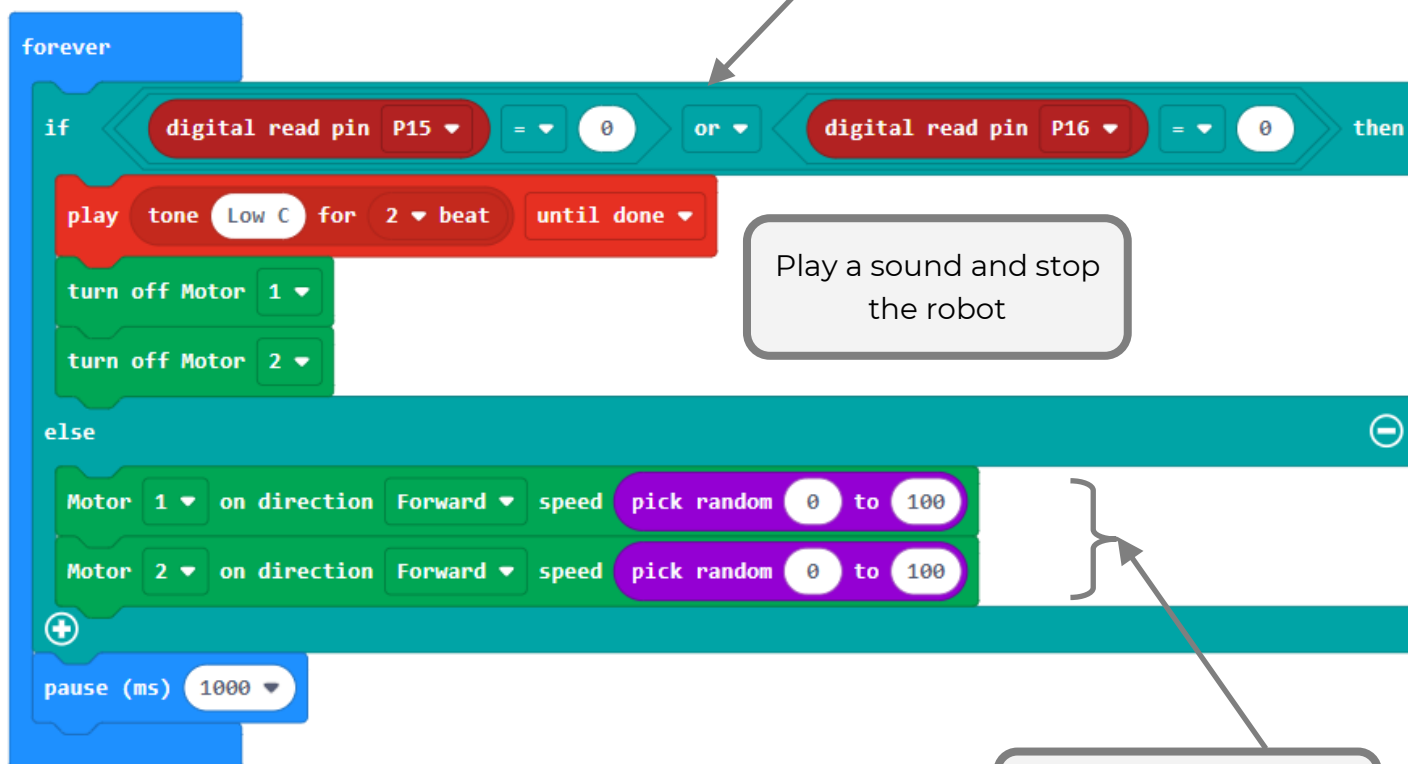 forever
if digital read pin P15 = 0 or digital read pin P16 = 0 then
play tone Low C for 2 beat until done
Play a sound and stop
the robot
turn off Motor 1
turn off Motor 2
else
Motor 1 on direction Forward speed pick random 0 to 100
Motor 2 on direction Forward speed pick random 0 to 100
pause (ms) 1000